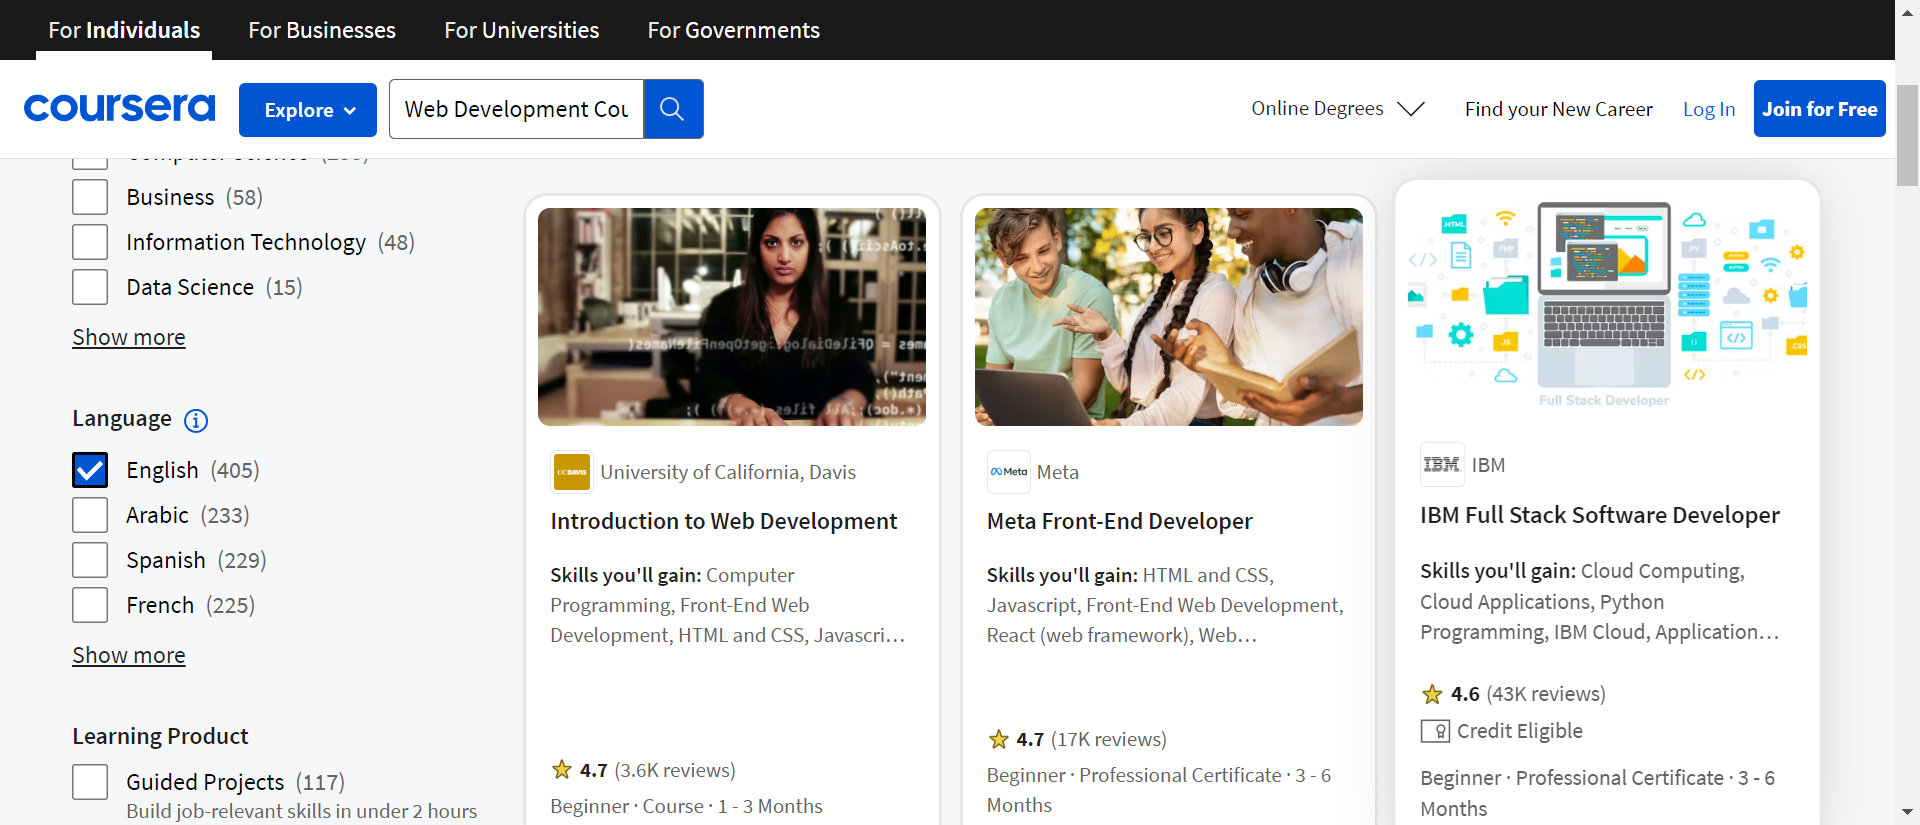 For Individuals
For Businesses
For Universities
For Governments
coursera
Explore
Web Development Cou
Online Degrees
Find your New Career
Log In
Join for Free
Business (58)
Information Technology (48)
Data Science (15)
Show more
Language
English (405)
Arabic (233)
Spanish (229)
French (225)
Show more
Learning Product
Guided Projects (117)
Build job-relevant skills in under 2 hours
UCDAVIS
University of California, Davis
Introduction to Web Development
Skills you'll gain: Computer
Programming, Front-End Web
Development, HTML and CSS, Javascri...
4.7 (3.6K reviews)
Beginner · Course · 1 - 3 Months
Meta
Meta
Meta Front-End Developer
Skills you'll gain: HTML and CSS,
Javascript, Front-End Web Development,
React (web framework), Web...
4.7 (17K reviews)
Beginner · Professional Certificate · 3 - 6
Months
.HTML
PHP
.PY
</>
{}
.JS
</>
.CSS
</>
Full Stack Developer
IBM
IBM
IBM Full Stack Software Developer
Skills you'll gain: Cloud Computing,
Cloud Applications, Python
Programming, IBM Cloud, Application...
4.6 (43K reviews)
Credit Eligible
Beginner · Professional Certificate · 3 - 6
Months